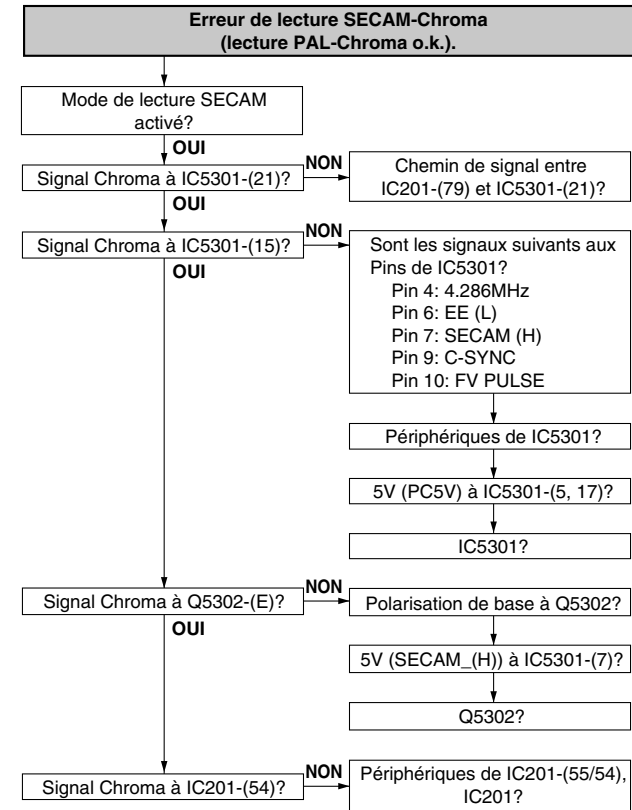 Erreur de lecture SECAM-Chroma
(lecture PAL-Chroma o.k.).
Mode de lecture SECAM
activé?
OUI
Signal Chroma à IC5301-(21)?
NON
Chemin de signal entre
IC201-(79) et IC5301-(21)?
OUI
Signal Chroma à IC5301-(15)?
NON
Sont les signaux suivants aux
Pins de IC5301?
Pin 4: 4.286MHz
Pin 6: EE (L)
Pin 7: SECAM (H)
Pin 9: C-SYNC
Pin 10: FV PULSE
Périphériques de IC5301?
5V (PC5V) à IC5301-(5, 17)?
IC5301?
OUI
Signal Chroma à Q5302-(E)?
NON
Polarisation de base à Q5302?
5V (SECAM_(H)) à IC5301-(7)?
Q5302?
OUI
Signal Chroma à IC201-(54)?
NON
Périphériques de IC201-(55/54),
IC201?